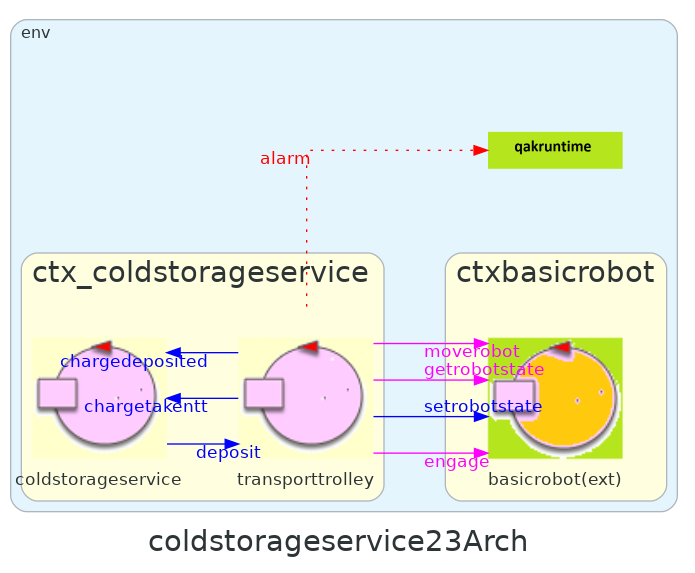 env
qakruntime
alarm
ctx_coldstorageservice
ctxbasicrobot
moverobot
chargedeposited
getrobotstate
chargetakentt
setrobotstate
deposit
engage
coldstorageservice
transporttrolley
basicrobot(ext)
coldstorageservice23Arch